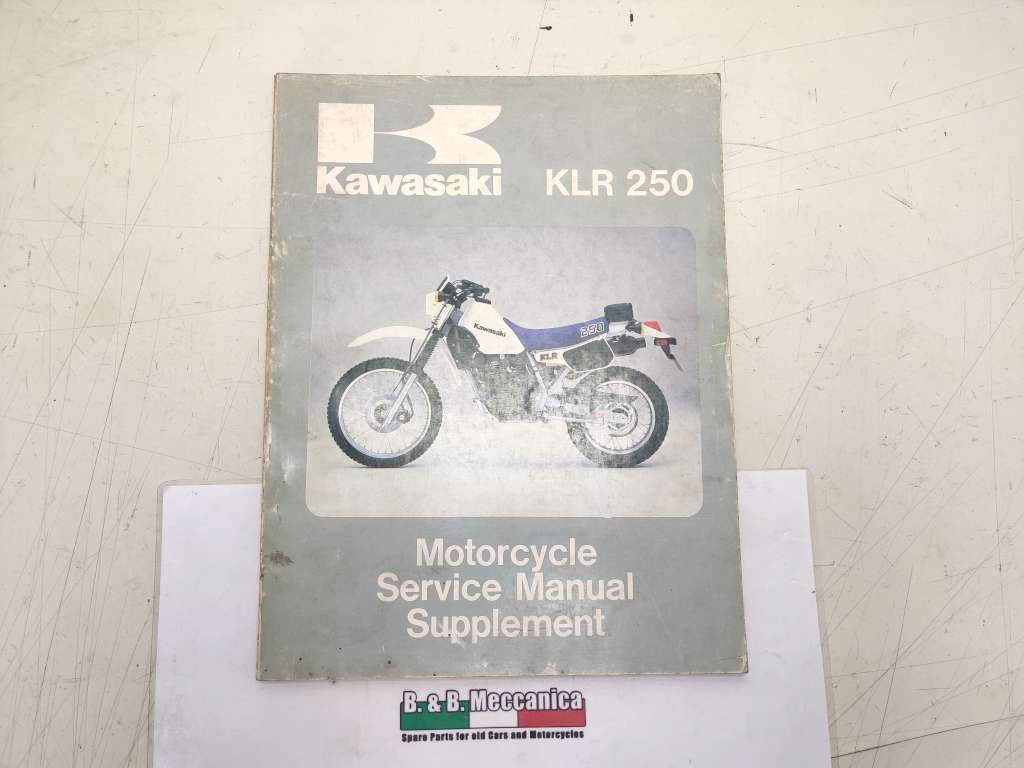 Kawasaki KLR 250
Kawasaki
250
KLR
Motorcycle
Service Manual
Supplement
B. & B. Meccanica
Spare Parts for old Cars and Motorcycles